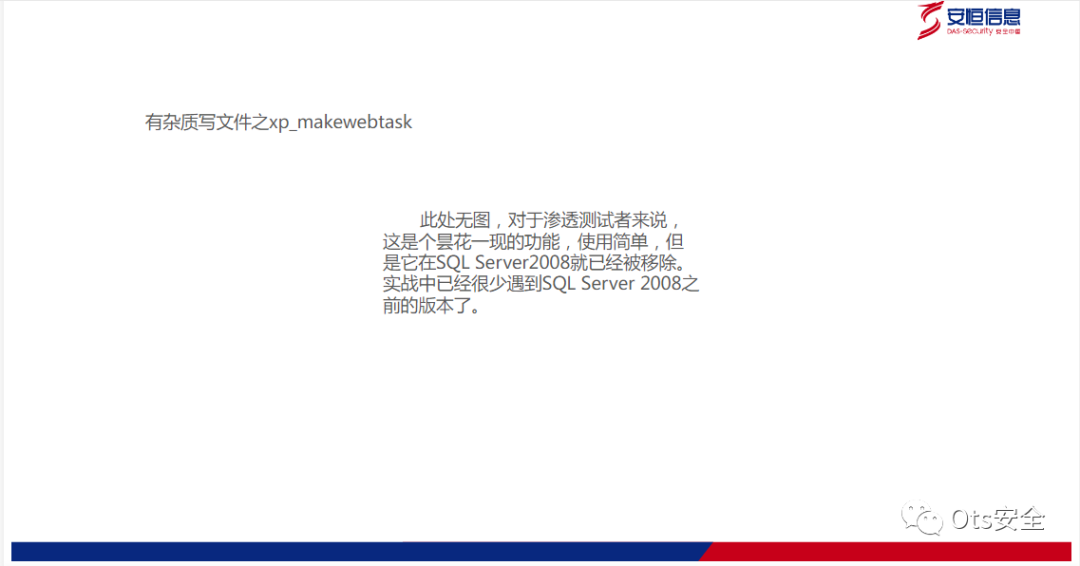 安恒信息
DAS-security 安全中国
有杂质写文件之xp_makewebtask
此处无图，对于渗透测试者来说，
这是个昙花一现的功能，使用简单，但
是它在SQL Server2008就已经被移除。
实战中已经很少遇到SQL Server 2008之
前的版本了。
Ots安全